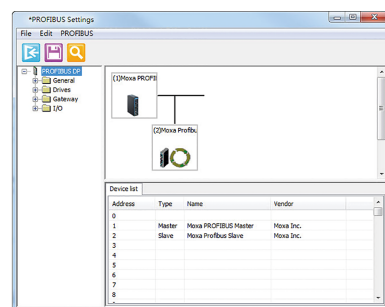 *PROFIBUS Settings
File Edit PROFIBUS
PROFIBUS DP
General
Drives
Gateway
I/O
(1)Moxa PROFI
(2)Moxa Profibu
Device list
Address Type Name Vendor
0
1 Master Moxa PROFIBUS Master Moxa Inc.
2 Slave Moxa Profibus Slave Moxa Inc.
3
4
5
6
7
8